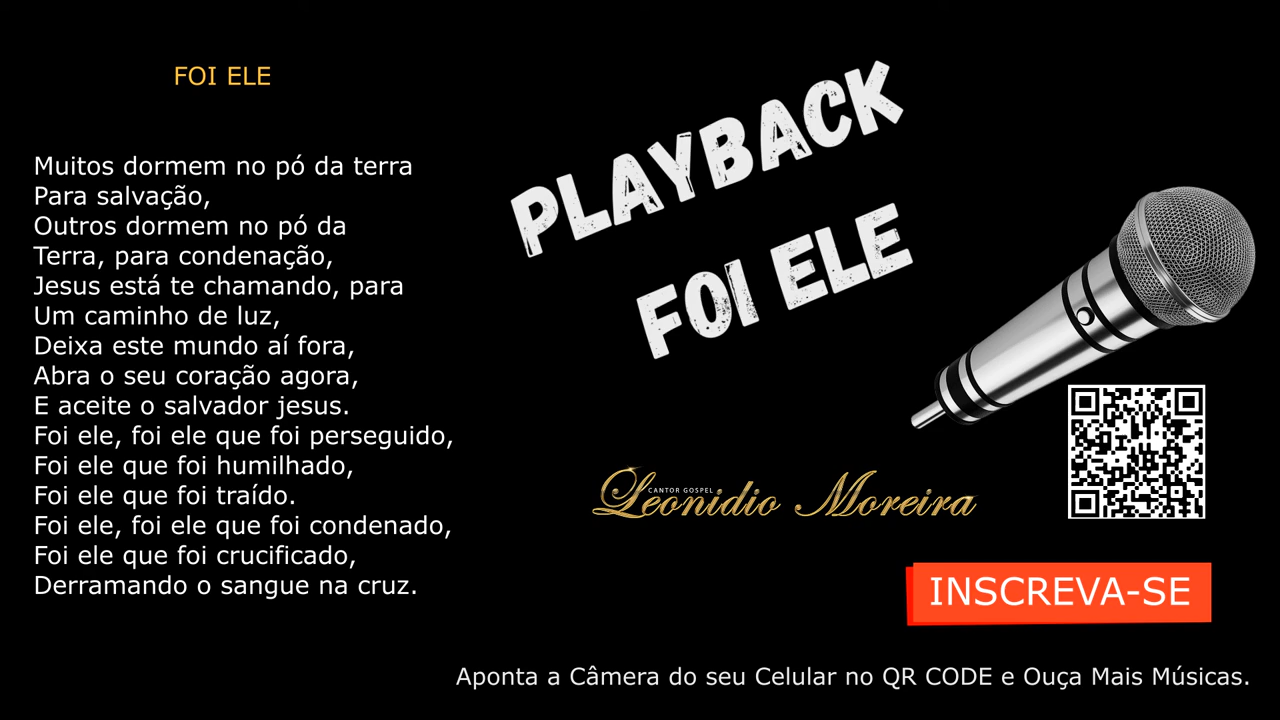 FOI ELE
Muitos dormem no pó da terra
Para salvação,
Outros dormem no pó da
Terra, para condenação,
Jesus está te chamando, para
Um caminho de luz,
Deixa este mundo aí fora,
Abra o seu coração agora,
E aceite o salvador jesus.
Foi ele, foi ele que foi perseguido,
Foi ele que foi humilhado,
Foi ele que foi traído.
Foi ele, foi ele que foi condenado,
Foi ele que foi crucificado,
Derramando o sangue na cruz.
PLAYBACK
FOI ELE
CANTOR GOSPEL
Leonidio Moreira
INSCREVA-SE
Aponta a Câmera do seu Celular no QR CODE e Ouça Mais Músicas.